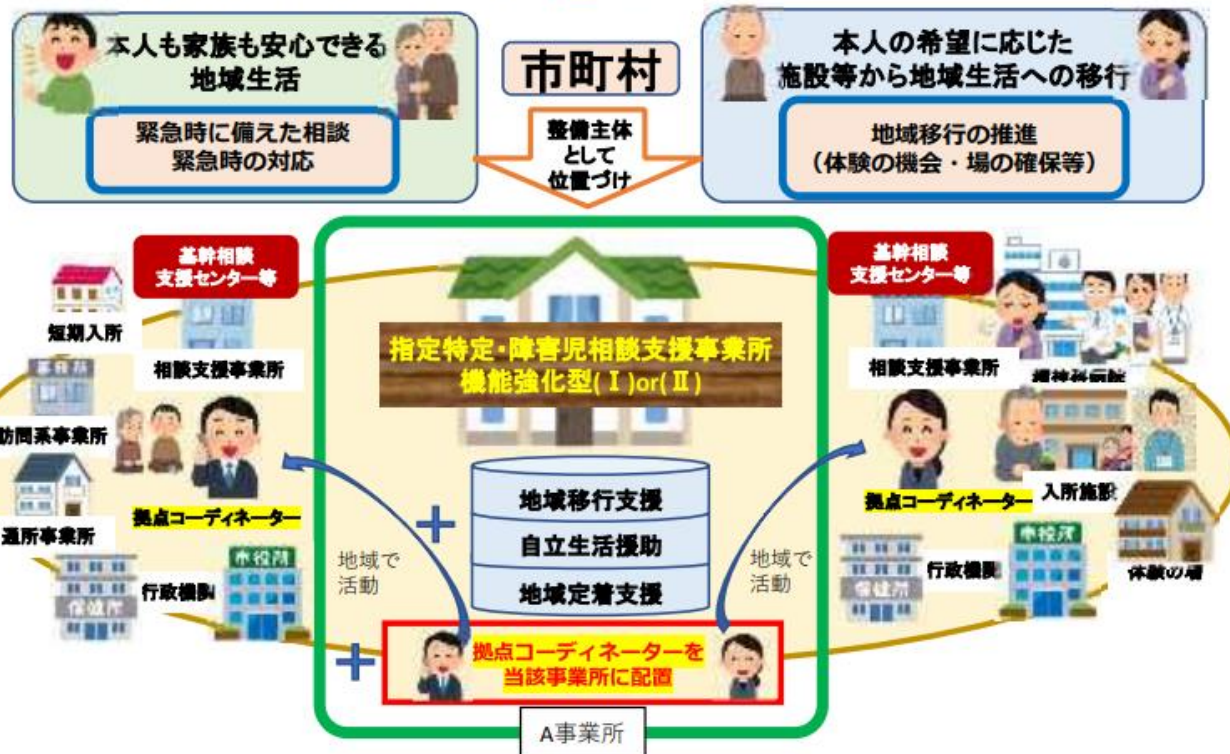 本人も家族も安心できる
地域生活
緊急時に備えた相談
緊急時の対応
市町村
整備主体
として
位置づけ
本人の希望に応じた
施設等から地域生活への移行
地域移行の推進
（体験の機会・場の確保等）
基幹相談
支援センター等
短期入所
相談支援事業所
訪問系事業所
通所事業所
拠点コーディネーター
行政機関
市役所
保健所
地域で
活動
指定特定・障害児相談支援事業所
機能強化型(Ⅰ)or(Ⅱ)
地域移行支援
自立生活援助
地域定着支援
+
+
拠点コーディネーターを
当該事業所に配置
A事業所
地域で
活動
基幹相談
支援センター等
相談支援事業所
精神科病院
拠点コーディネーター
入所施設
行政機関
市役所
保健所
体験の場